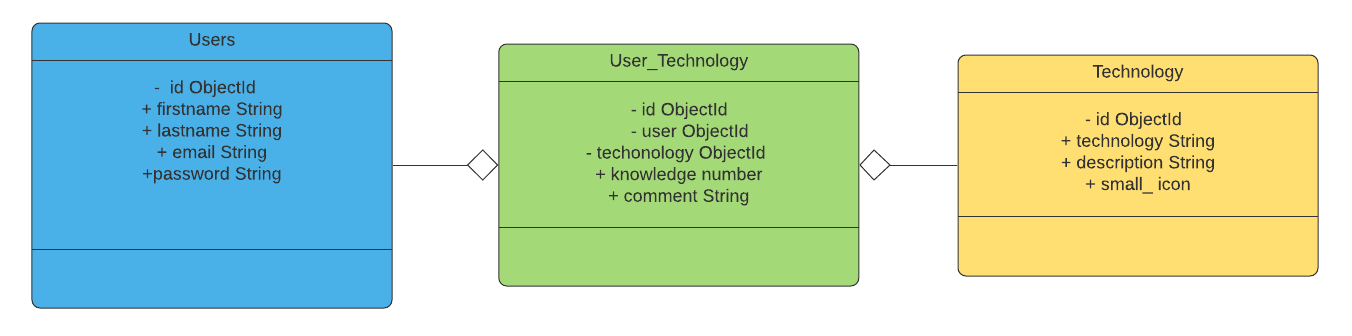 Users
- id ObjectId
+ firstname String
+ lastname String
+ email String
+password String
User_Technology
- id ObjectId
- user ObjectId
- techonology ObjectId
+ knowledge number
+ comment String
Technology
- id ObjectId
+ technology String
+ description String
+ small_ icon